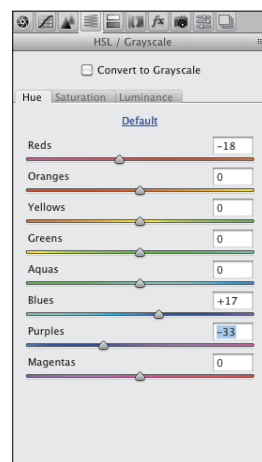 fx
HSL / Grayscale
Convert to Grayscale
Hue Saturation Luminance
Default
Reds -18
Oranges 0
Yellows 0
Greens 0
Aquas 0
Blues +17
Purples -33
Magentas 0